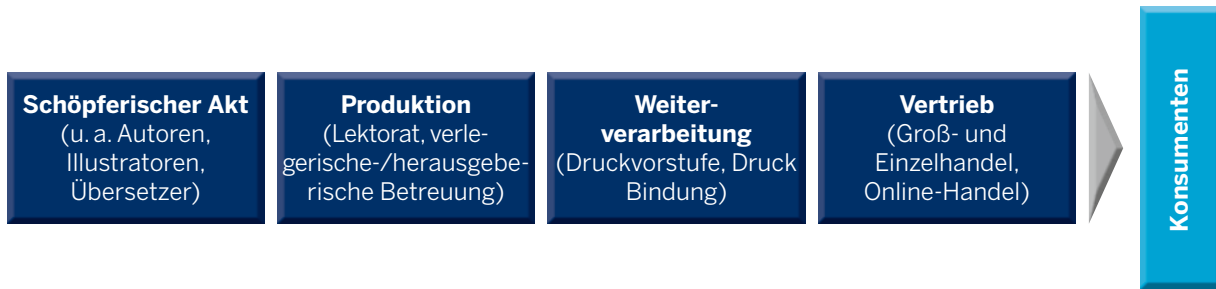 Schöpferischer Akt
(u. a. Autoren,
Illustratoren,
Übersetzer)
Produktion
(Lektorat, verle-
gerische-/herausgebe-
rische Betreuung)
Weiter-
verarbeitung
(Druckvorstufe, Druck
Bindung)
Vertrieb
(Groß- und
Einzelhandel,
Online-Handel)
Konsumenten